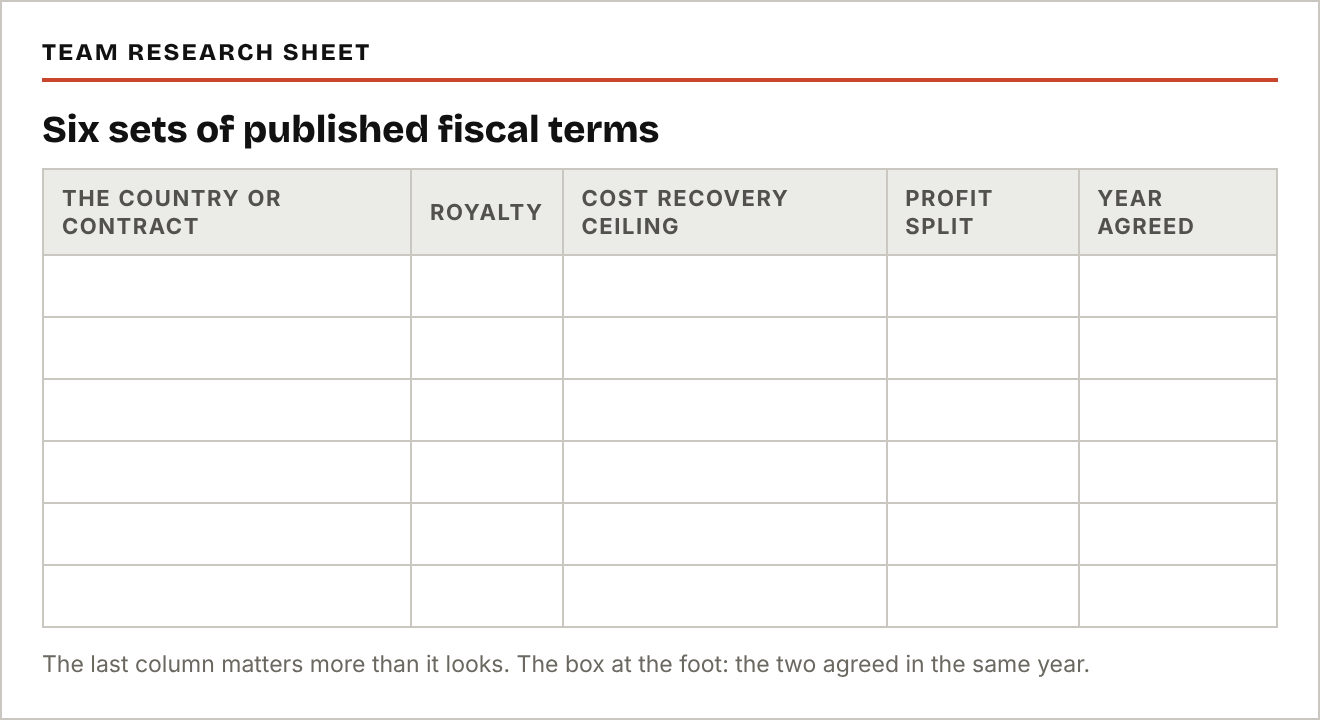 TEAM RESEARCH SHEET
Six sets of published fiscal terms
THE COUNTRY OR
CONTRACT
ROYALTY
COST RECOVERY
CEILING
PROFIT
SPLIT
YEAR
AGREED
The last column matters more than it looks. The box at the foot: the two agreed in the same year.